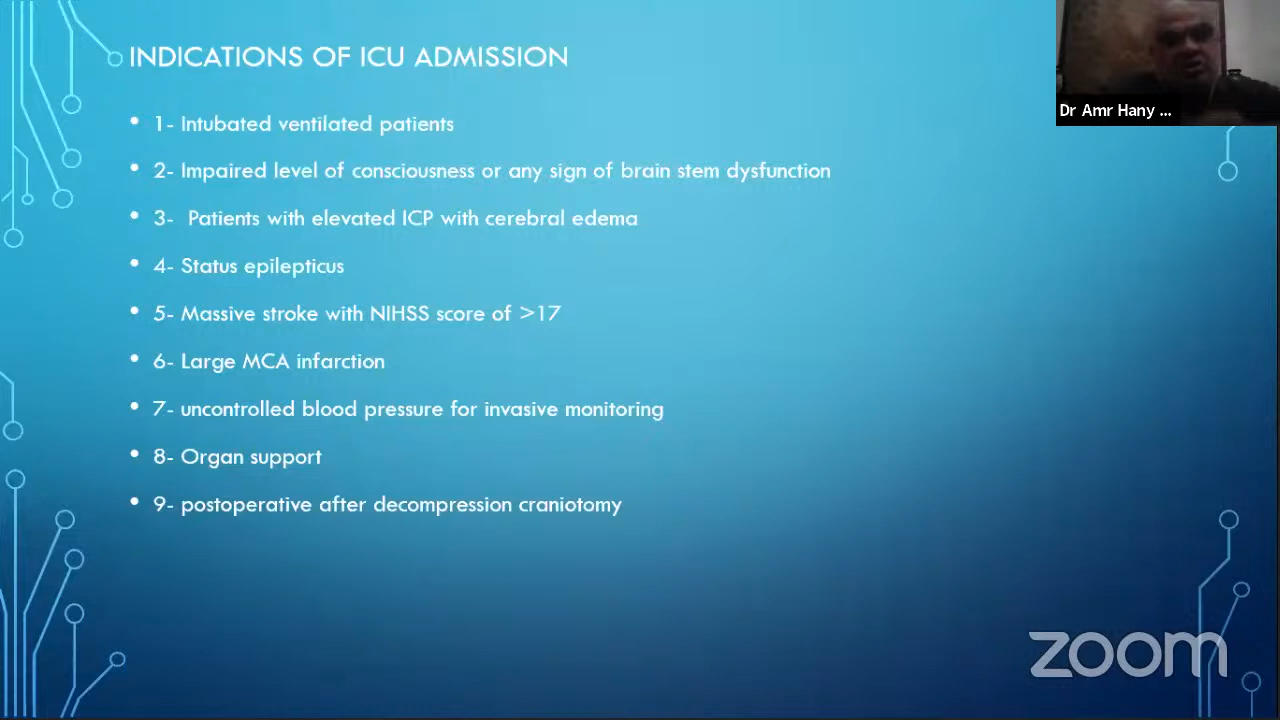 INDICATIONS OF ICU ADMISSION
Dr Amr Hany ...
• 1- Intubated ventilated patients
• 2- Impaired level of consciousness or any sign of brain stem dysfunction
• 3- Patients with elevated ICP with cerebral edema
• 4- Status epilepticus
• 5- Massive stroke with NIHSS score of >17
• 6- Large MCA infarction
• 7- uncontrolled blood pressure for invasive monitoring
• 8- Organ support
• 9- postoperative after decompression craniotomy
zoom